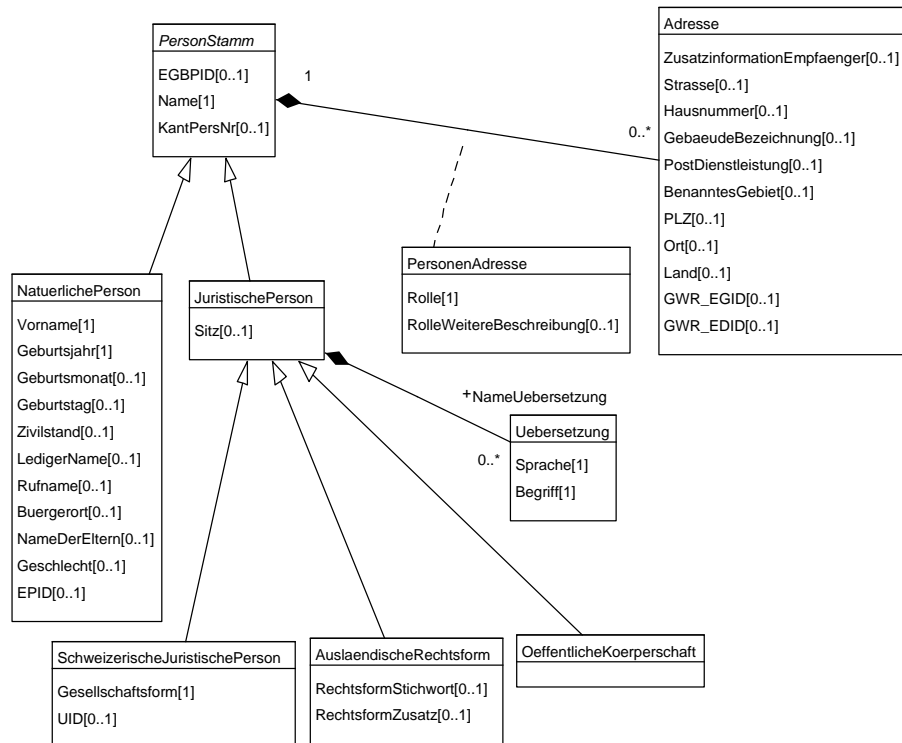 PersonStamm
EGBPID[0..1]
Name[1]
KantPersNr[0..1]
1
0..*
Adresse
ZusatzinformationEmpfaenger[0..1]
Strasse[0..1]
Hausnummer[0..1]
GebaeudeBezeichnung[0..1]
PostDienstleistung[0..1]
BenanntesGebiet[0..1]
PLZ[0..1]
Ort[0..1]
Land[0..1]
GWR_EGID[0..1]
GWR_EDID[0..1]
PersonenAdresse
Rolle[1]
RolleWeitereBeschreibung[0..1]
NatuerlichePerson
Vorname[1]
Geburtsjahr[1]
Geburtsmonat[0..1]
Geburtstag[0..1]
Zivilstand[0..1]
LedigerName[0..1]
Rufname[0..1]
Buergerort[0..1]
NameDerEltern[0..1]
Geschlecht[0..1]
EPID[0..1]
JuristischePerson
Sitz[0..1]
+NameUebersetzung
0..*
Uebersetzung
Sprache[1]
Begriff[1]
SchweizerischeJuristischePerson
Gesellschaftsform[1]
UID[0..1]
AuslaendischeRechtsform
RechtsformStichwort[0..1]
RechtsformZusatz[0..1]
OeffentlicheKoerperschaft